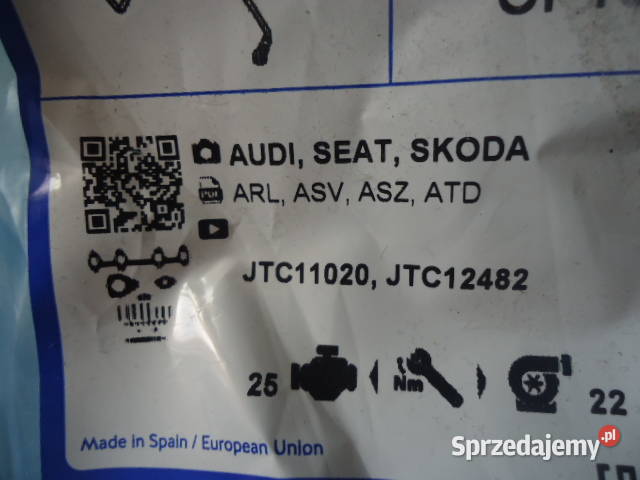 AUDI, SEAT, SKODA
PDF
ARL, ASV, ASZ, ATD
JTC11020, JTC12482
25
Nm
22
Made in Spain / European Union
Sprzedajemy.pl